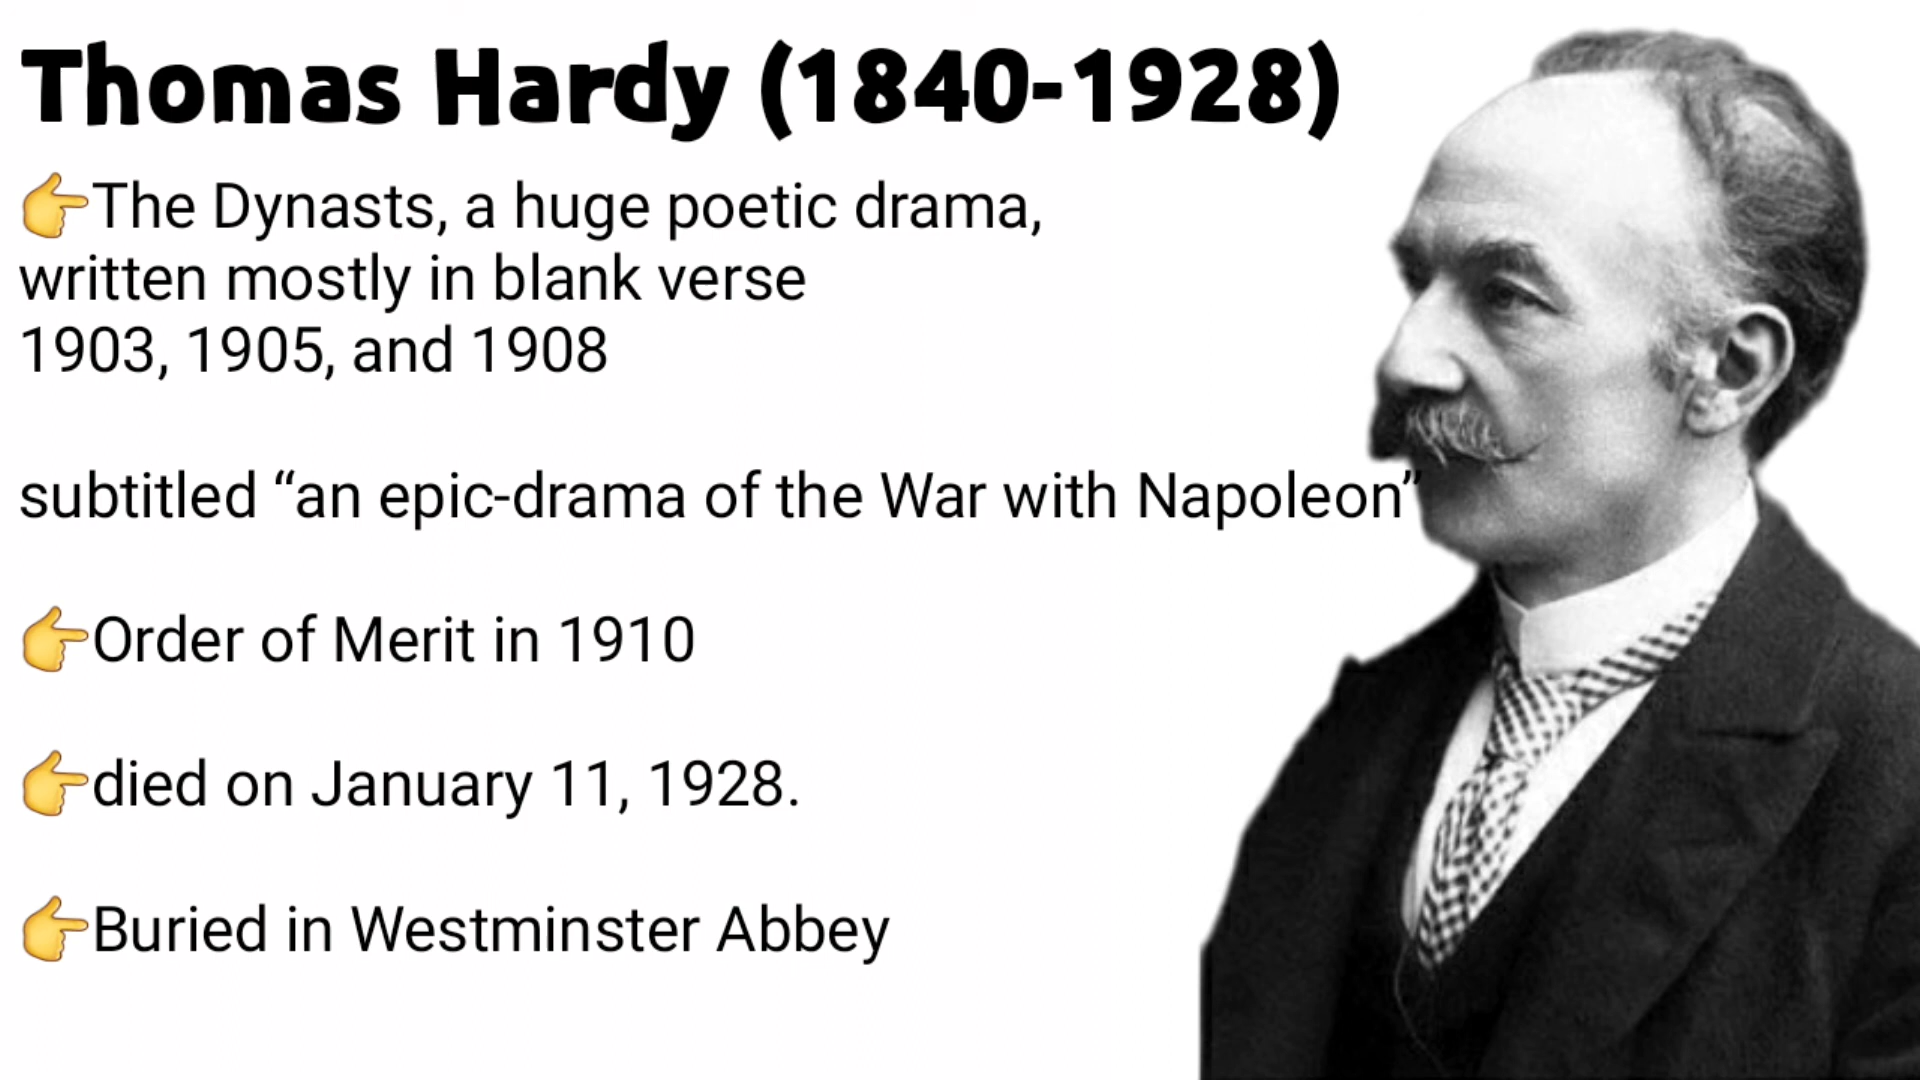 Thomas Hardy (1840-1928)
👉The Dynasts, a huge poetic drama,
written mostly in blank verse
1903, 1905, and 1908
subtitled “an epic-drama of the War with Napoleon”
👉Order of Merit in 1910
👉died on January 11, 1928.
👉Buried in Westminster Abbey